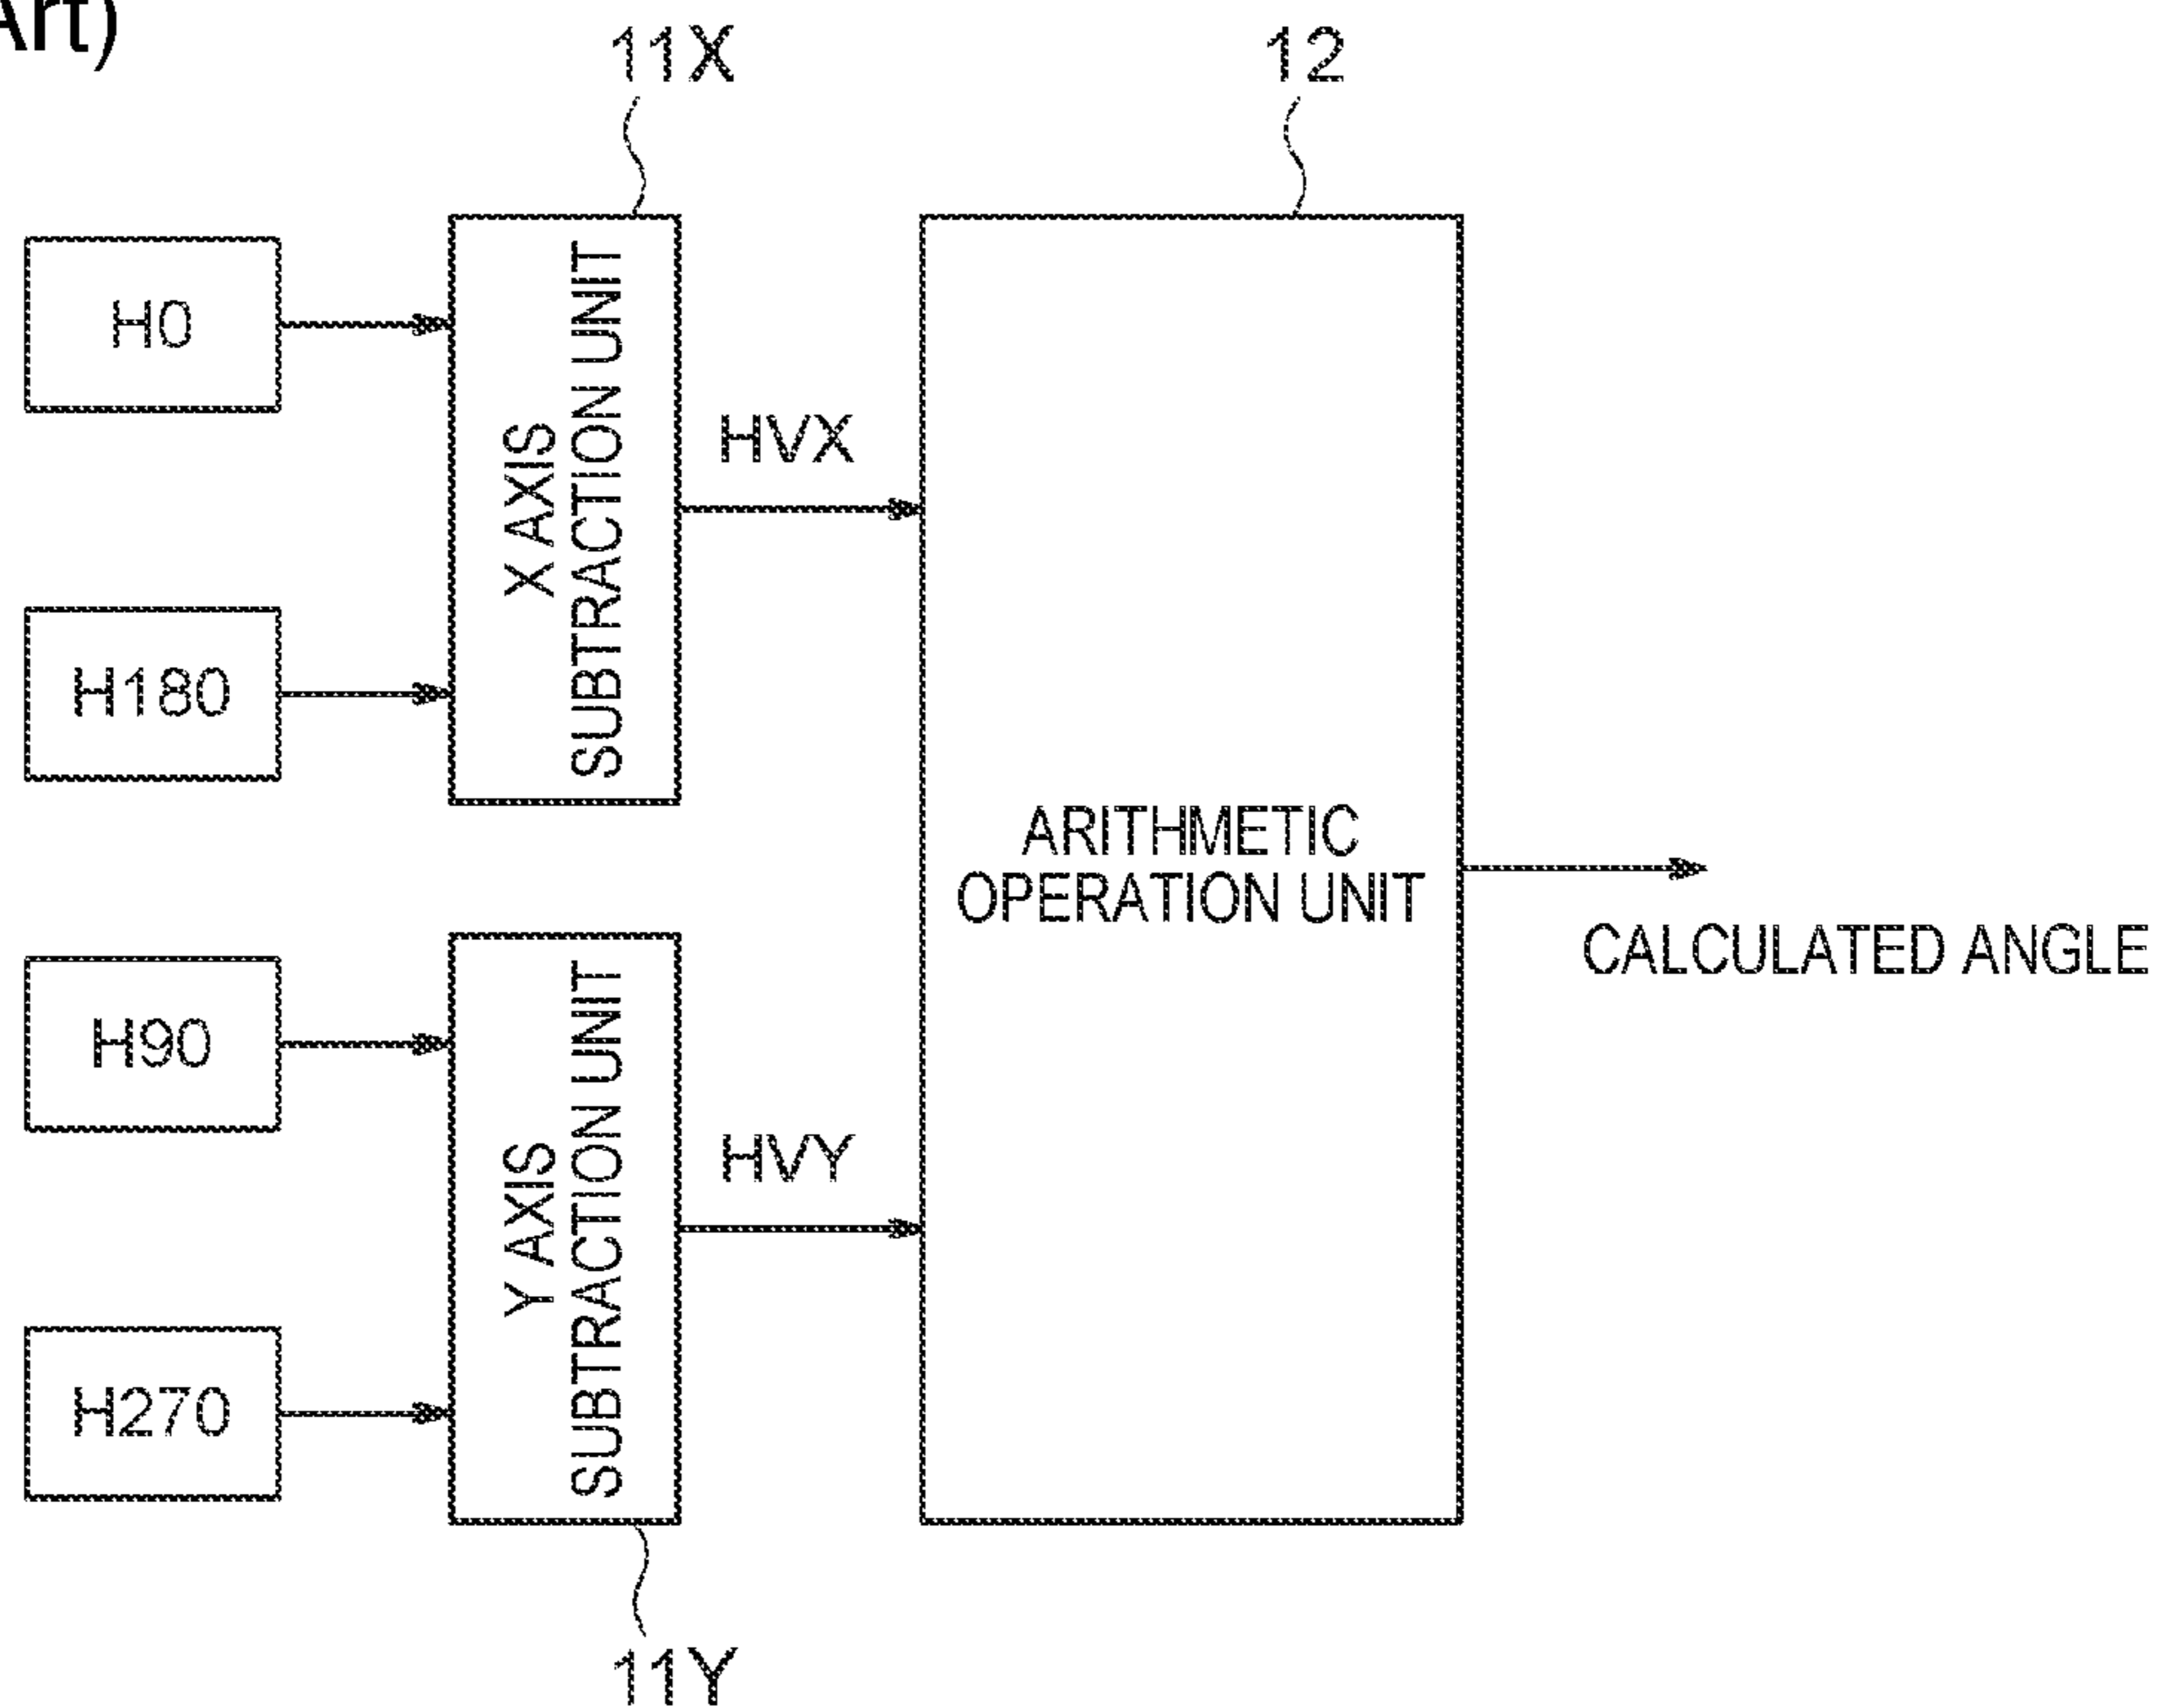 Art)
11X
12
H0
H180
X AXIS
SUBTRACTION UNIT
HVX
ARITHMETIC
OPERATION UNIT
CALCULATED ANGLE
H90
H270
Y AXIS
SUBTRACTION UNIT
HVY
11Y